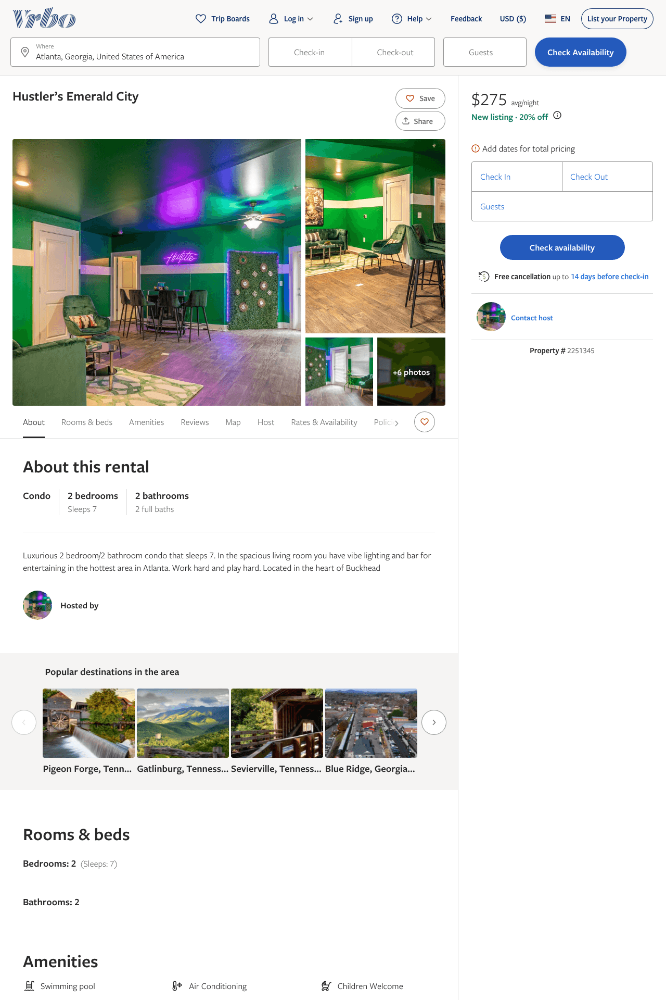 Vrbo
Trip Boards
Log in
Sign up
Help
Feedback
USD ($)
EN
List your Property
Where
Atlanta, Georgia, United States of America
Check-in
Check-out
Guests
Check Availability
Hustler's Emerald City
Save
Share
Hustle
+6 photos
$275 avg/night
New listing · 20% off
Add dates for total pricing
Check In
Check Out
Guests
Check availability
Free cancellation up to 14 days before check-in
Contact host
Property # 2251345
About
Rooms & beds
Amenities
Reviews
Map
Host
Rates & Availability
Polici
About this rental
Condo
2 bedrooms
Sleeps 7
2 bathrooms
2 full baths
Luxurious 2 bedroom/2 bathroom condo that sleeps 7. In the spacious living room you have vibe lighting and bar for
entertaining in the hottest area in Atlanta. Work hard and play hard. Located in the heart of Buckhead
Hosted by
Popular destinations in the area
Pigeon Forge, Tenn...
Gatlinburg, Tenness...
Sevierville, Tenness...
Blue Ridge, Georgia...
Rooms & beds
Bedrooms: 2 (Sleeps: 7)
Bathrooms: 2
Amenities
Swimming pool
Air Conditioning
Children Welcome